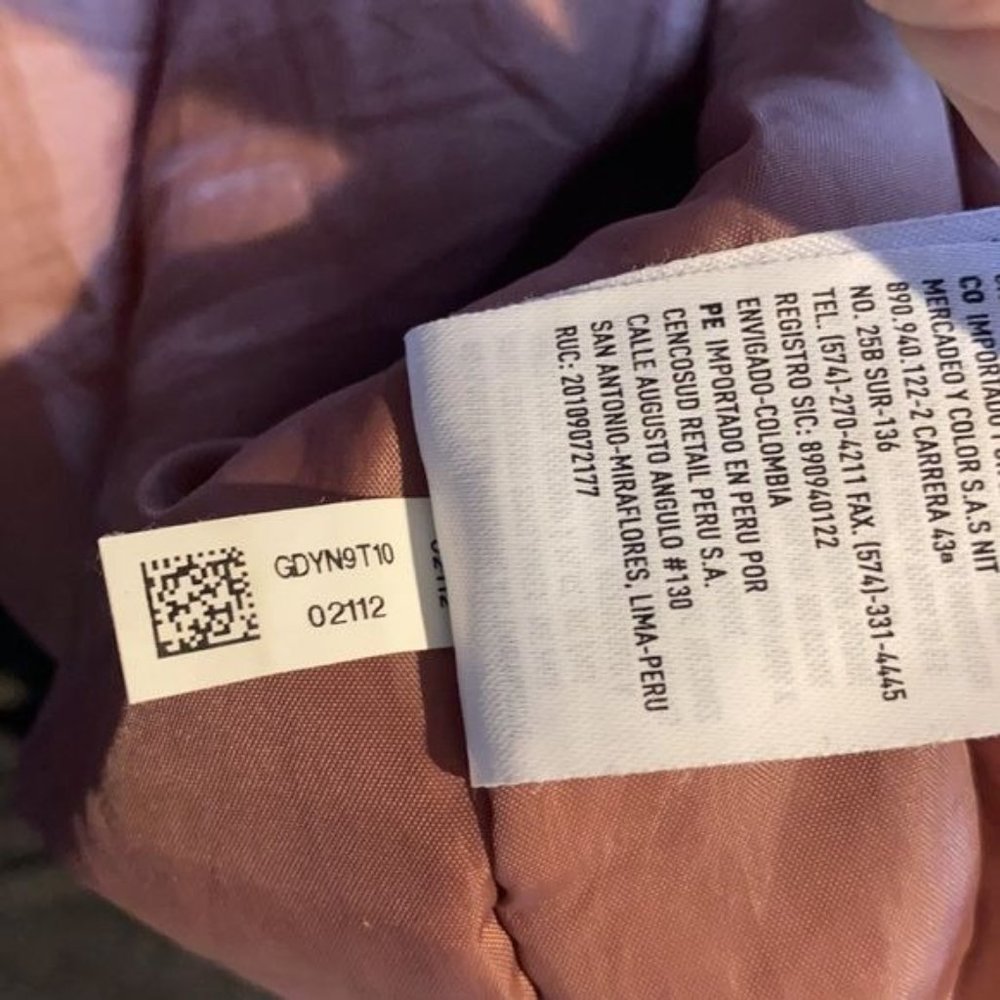 GDYN9T10
02112
02112
CO IMPORTADO
MERCADEO Y COLOR S.A.S NIT
890.940.122-2 CARRERA 43ª
NO. 25B SUR-136
TEL. (574)-270-4211 FAX. (574)-331-4445
REGISTRO SIC: 890940122
ENVIGADO-COLOMBIA
PE IMPORTADO EN PERU POR
CENCOSUD RETAIL PERU S.A.
CALLE AUGUSTO ANGULO #130
SAN ANTONIO-MIRAFLORES, LIMA-PERU
RUC: 20109072177